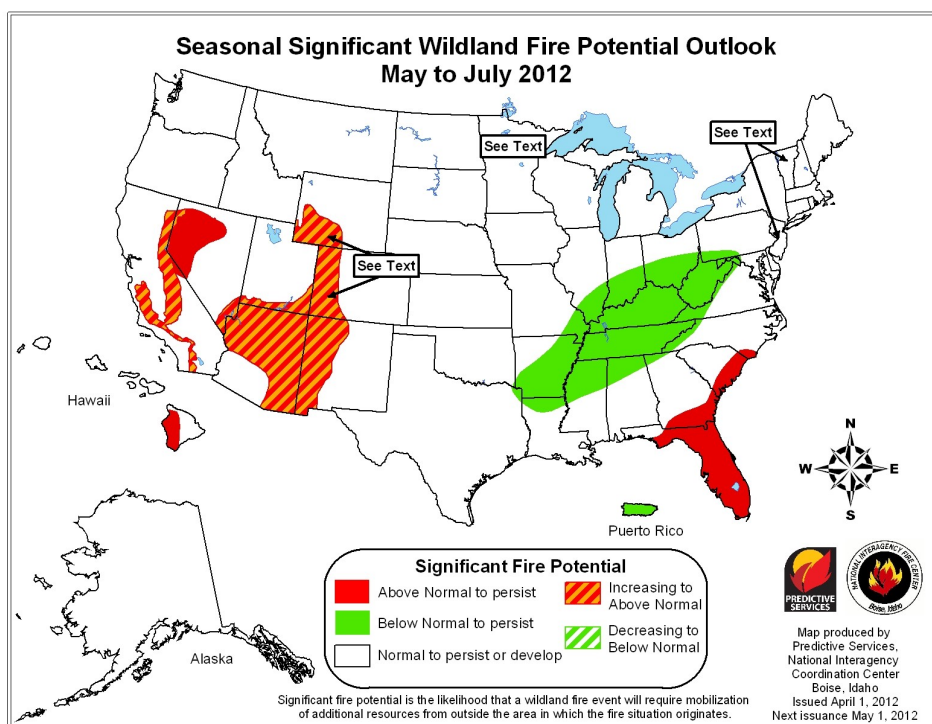 Seasonal Significant Wildland Fire Potential Outlook
May to July 2012
See Text
See Text
See Text
Hawaii
N
W
E
S
Puerto Rico
Alaska
Significant Fire Potential
Above Normal to persist
Below Normal to persist
Normal to persist or develop
Increasing to
Above Normal
Decreasing to
Below Normal
PREDICTIVE
SERVICES
NATIONAL INTERAGENCY FIRE CENTER
Boise, Idaho
Map produced by
Predictive Services,
National Interagency
Coordination Center
Boise, Idaho
Issued April 1, 2012
Next issuance May 1, 2012
Significant fire potential is the likelihood that a wildland fire event will require mobilization
of additional resources from outside the area in which the fire situation originates.